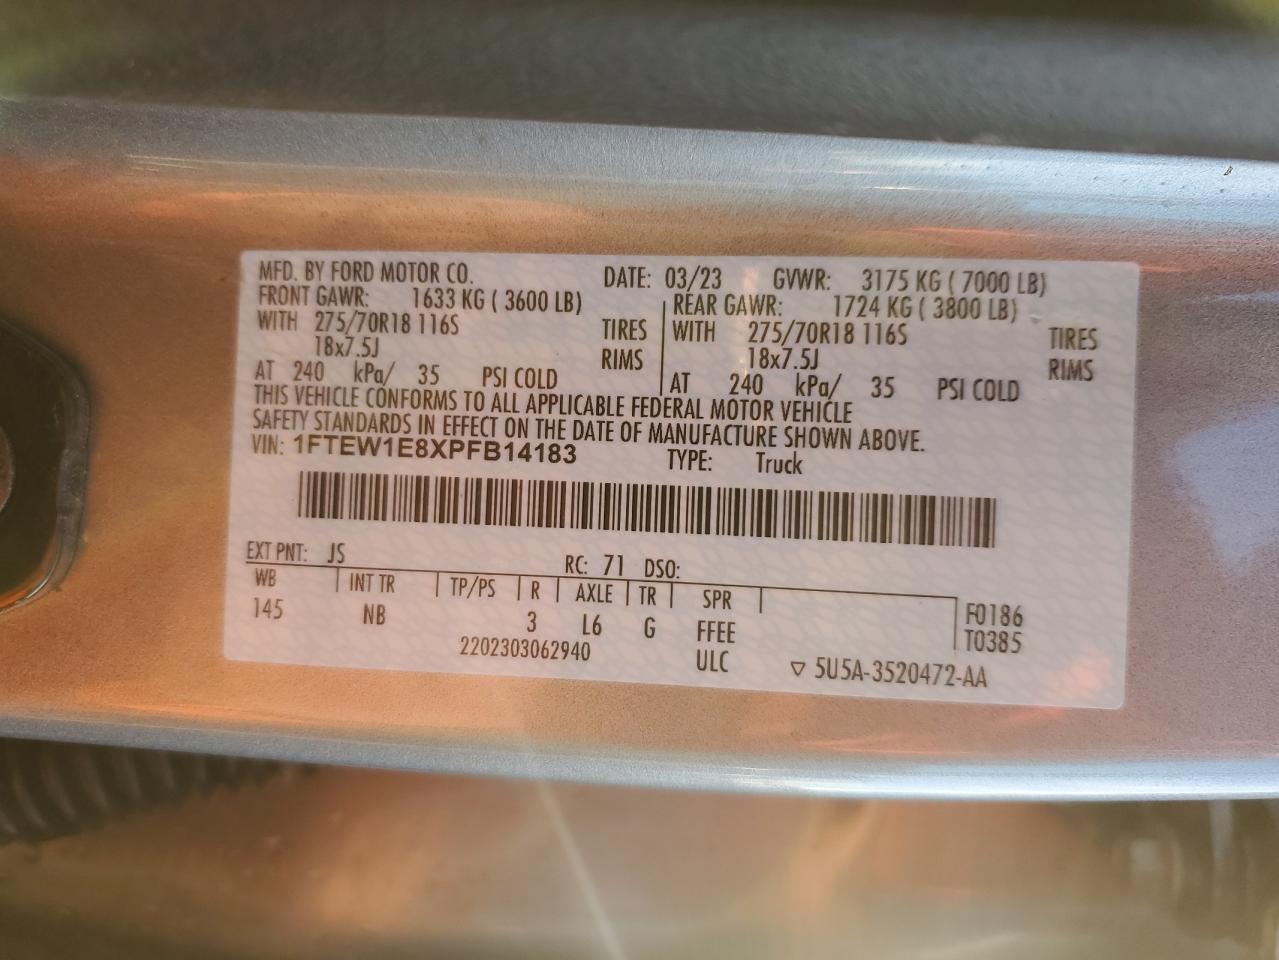 MFD. BY FORD MOTOR CO. DATE: 03/23 GVWR: 3175 KG ( 7000 LB)
FRONT GAWR: 1633 KG ( 3600 LB) REAR GAWR: 1724 KG ( 3800 LB)
WITH 275/70R18 116S TIRES WITH 275/70R18 116S TIRES
18x7.5J RIMS 18x7.5J RIMS
AT 240 kPa/ 35 PSI COLD AT 240 kPa/ 35 PSI COLD
THIS VEHICLE CONFORMS TO ALL APPLICABLE FEDERAL MOTOR VEHICLE
SAFETY STANDARDS IN EFFECT ON THE DATE OF MANUFACTURE SHOWN ABOVE.
VIN: 1FTEW1E8XPFB14183 TYPE: Truck
EXT PNT: JS RC: 71 DSO:
WB INT TR TP/PS R AXLE TR SPR F0186
145 NB 3 L6 G FFEE T0385
2202303062940 ULC ▽ 5U5A-3520472-AA